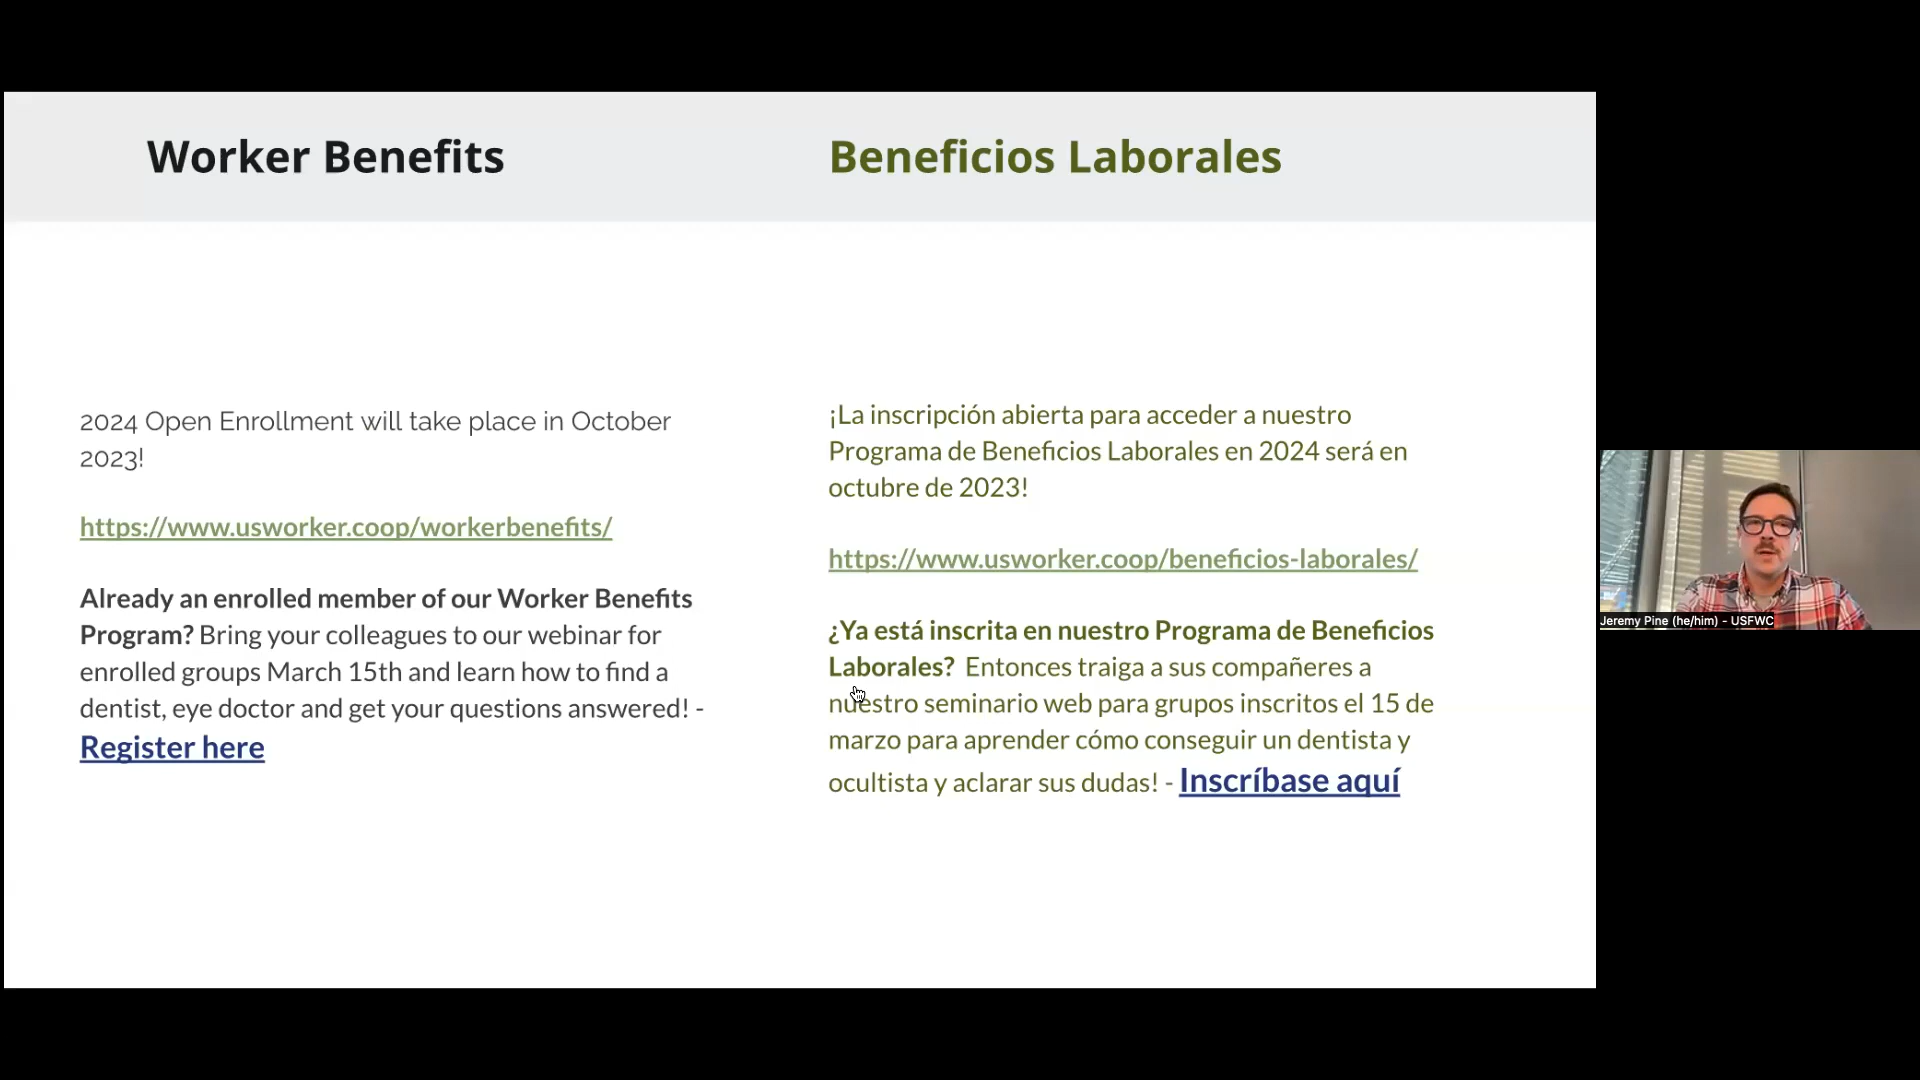 Worker Benefits
Beneficios Laborales
2024 Open Enrollment will take place in October
2023!
https://www.usworker.coop/workerbenefits/
Already an enrolled member of our Worker Benefits
Program? Bring your colleagues to our webinar for
enrolled groups March 15th and learn how to find a
dentist, eye doctor and get your questions answered! -
Register here
¡La inscripción abierta para acceder a nuestro
Programa de Beneficios Laborales en 2024 será en
octubre de 2023!
https://www.usworker.coop/beneficios-laborales/
¿Ya está inscrita en nuestro Programa de Beneficios
Laborales? Entonces traiga a sus compañeres a
nuestro seminario web para grupos inscritos el 15 de
marzo para aprender cómo conseguir un dentista y
ocultista y aclarar sus dudas! - Inscríbase aquí
Jeremy Pine (he/him) - USFWC